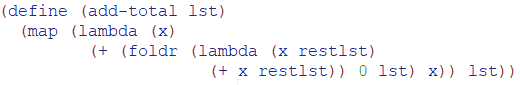 (define (add-total lst)
  (map (lambda (x)
         (+ (foldr (lambda (x restlst)
                     (+ x restlst)) 0 lst) x)) lst))